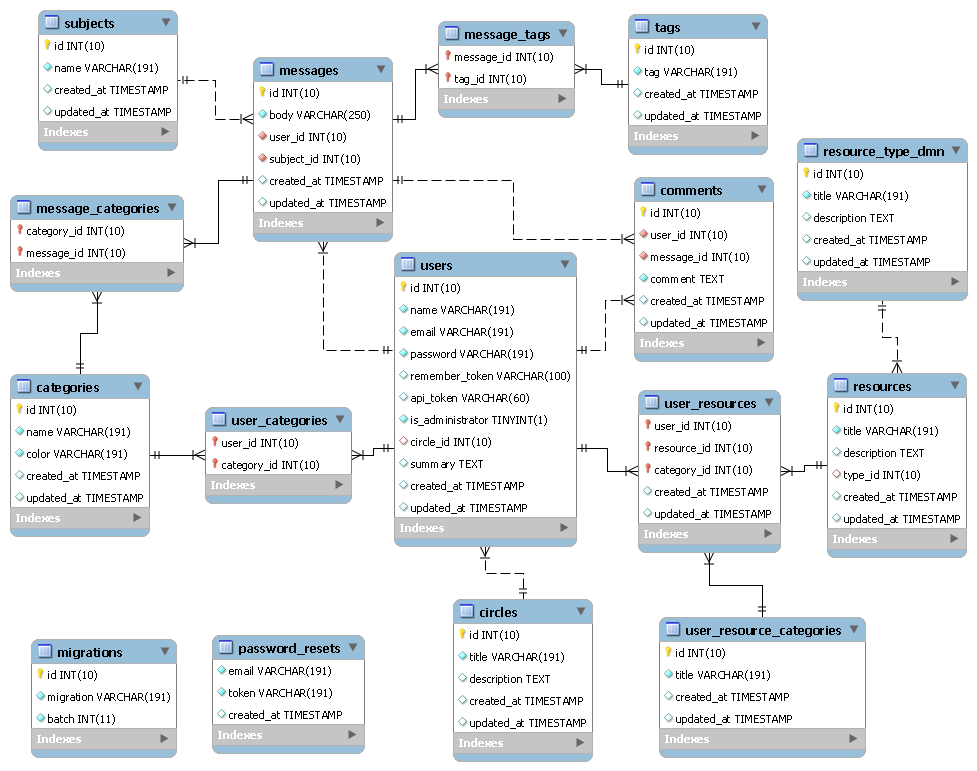 subjects
id INT(10)
name VARCHAR(191)
created_at TIMESTAMP
updated_at TIMESTAMP
Indexes
messages
id INT(10)
body VARCHAR(250)
user_id INT(10)
subject_id INT(10)
created_at TIMESTAMP
updated_at TIMESTAMP
Indexes
message_tags
message_id INT(10)
tag_id INT(10)
Indexes
tags
id INT(10)
tag VARCHAR(191)
created_at TIMESTAMP
updated_at TIMESTAMP
Indexes
resource_type_dmn
id INT(10)
title VARCHAR(191)
description TEXT
created_at TIMESTAMP
updated_at TIMESTAMP
Indexes
message_categories
category_id INT(10)
message_id INT(10)
Indexes
comments
id INT(10)
user_id INT(10)
message_id INT(10)
comment TEXT
created_at TIMESTAMP
updated_at TIMESTAMP
Indexes
users
id INT(10)
name VARCHAR(191)
email VARCHAR(191)
password VARCHAR(191)
remember_token VARCHAR(100)
api_token VARCHAR(60)
is_administrator TINYINT(1)
circle_id INT(10)
summary TEXT
created_at TIMESTAMP
updated_at TIMESTAMP
Indexes
categories
id INT(10)
name VARCHAR(191)
color VARCHAR(191)
created_at TIMESTAMP
updated_at TIMESTAMP
Indexes
user_categories
user_id INT(10)
category_id INT(10)
Indexes
user_resources
user_id INT(10)
resource_id INT(10)
category_id INT(10)
created_at TIMESTAMP
updated_at TIMESTAMP
Indexes
resources
id INT(10)
title VARCHAR(191)
description TEXT
type_id INT(10)
created_at TIMESTAMP
updated_at TIMESTAMP
Indexes
migrations
id INT(10)
migration VARCHAR(191)
batch INT(11)
Indexes
password_resets
email VARCHAR(191)
token VARCHAR(191)
created_at TIMESTAMP
Indexes
circles
id INT(10)
title VARCHAR(191)
description TEXT
created_at TIMESTAMP
updated_at TIMESTAMP
Indexes
user_resource_categories
id INT(10)
title VARCHAR(191)
created_at TIMESTAMP
updated_at TIMESTAMP
Indexes